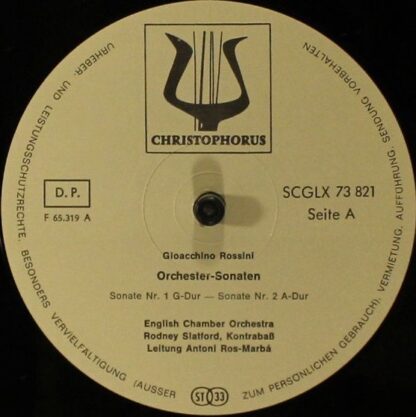 CHRISTOPHORUS
D. P.
F 65.319 A
SCGLX 73 821
Seite A
Gioacchino Rossini
Orchester-Sonaten
Sonate Nr. 1 G-Dur — Sonate Nr. 2 A-Dur
English Chamber Orchestra
Rodney Slatford, Kontrabaß
Leitung Antoni Ros-Marbá
ST 33
URHEBER- UND LEISTUNGSSCHUTZRECHTE, BESONDERS VERVIELFÄLTIGUNG (AUSSER ZUM PERSÖNLICHEN GEBRAUCH), VERMIETUNG, AUFFÜHRUNG, SENDUNG VORBEHALTEN